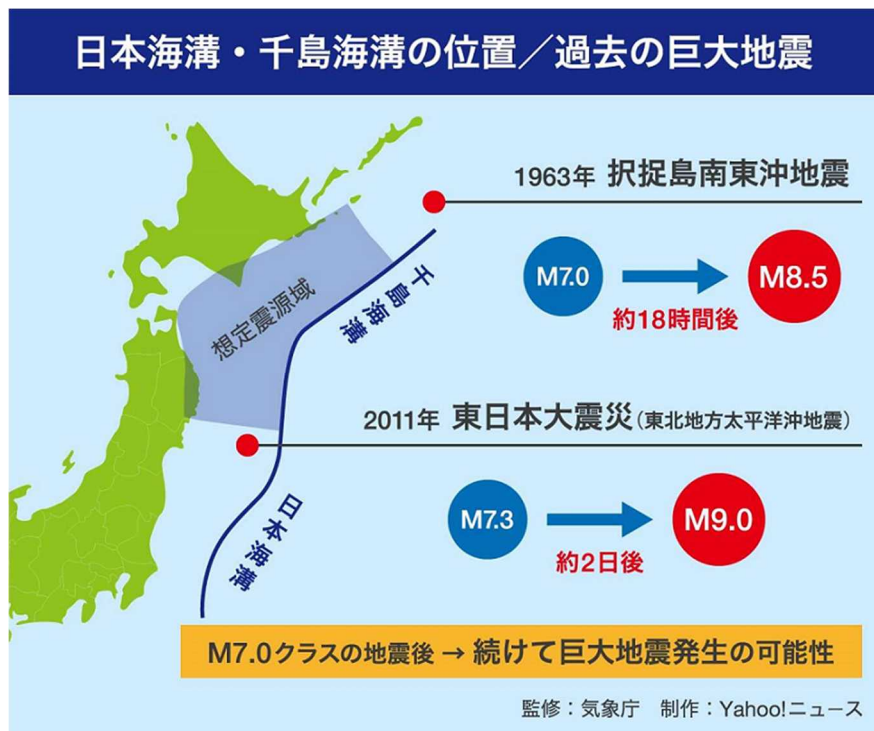 日本海溝・千島海溝の位置／過去の巨大地震
1963年 択捉島南東沖地震
M7.0
M8.5
約18時間後
千島海溝
想定震源域
2011年 東日本大震災(東北地方太平洋沖地震)
M7.3
M9.0
約2日後
日本海溝
M7.0クラスの地震後→続けて巨大地震発生の可能性
監修：気象庁　制作：Yahoo!ニュース